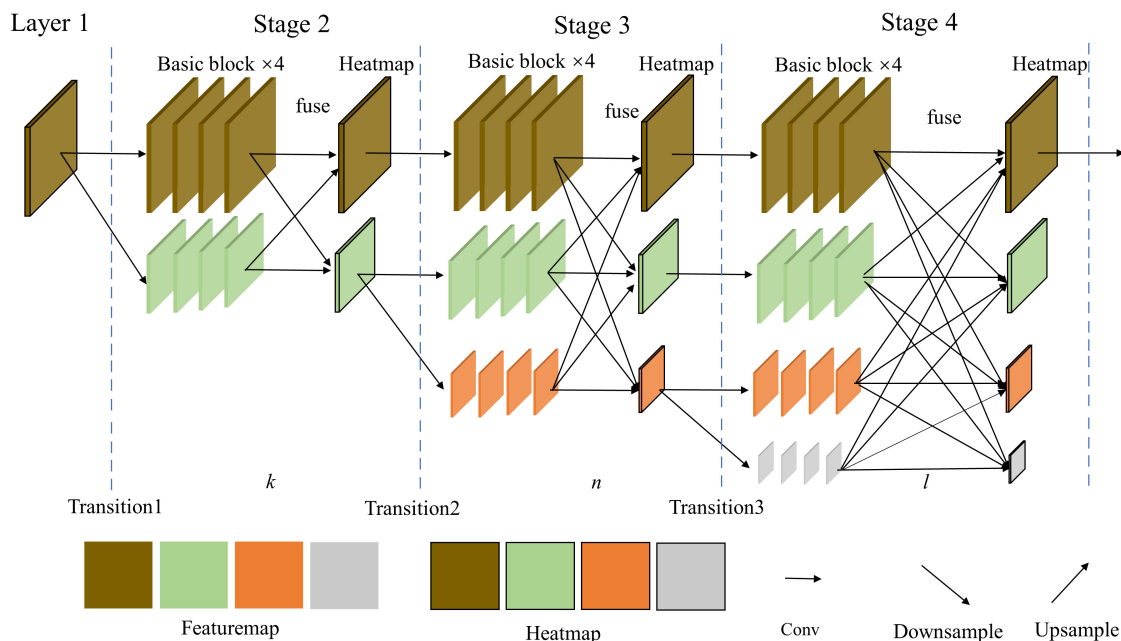 Layer 1
Stage 2
Stage 3
Stage 4
Basic block ×4
Heatmap
Basic block ×4
Heatmap
Basic block ×4
Heatmap
fuse
fuse
fuse
k
n
l
Transition1
Transition2
Transition3
Featuremap
Heatmap
Conv
Downsample
Upsample